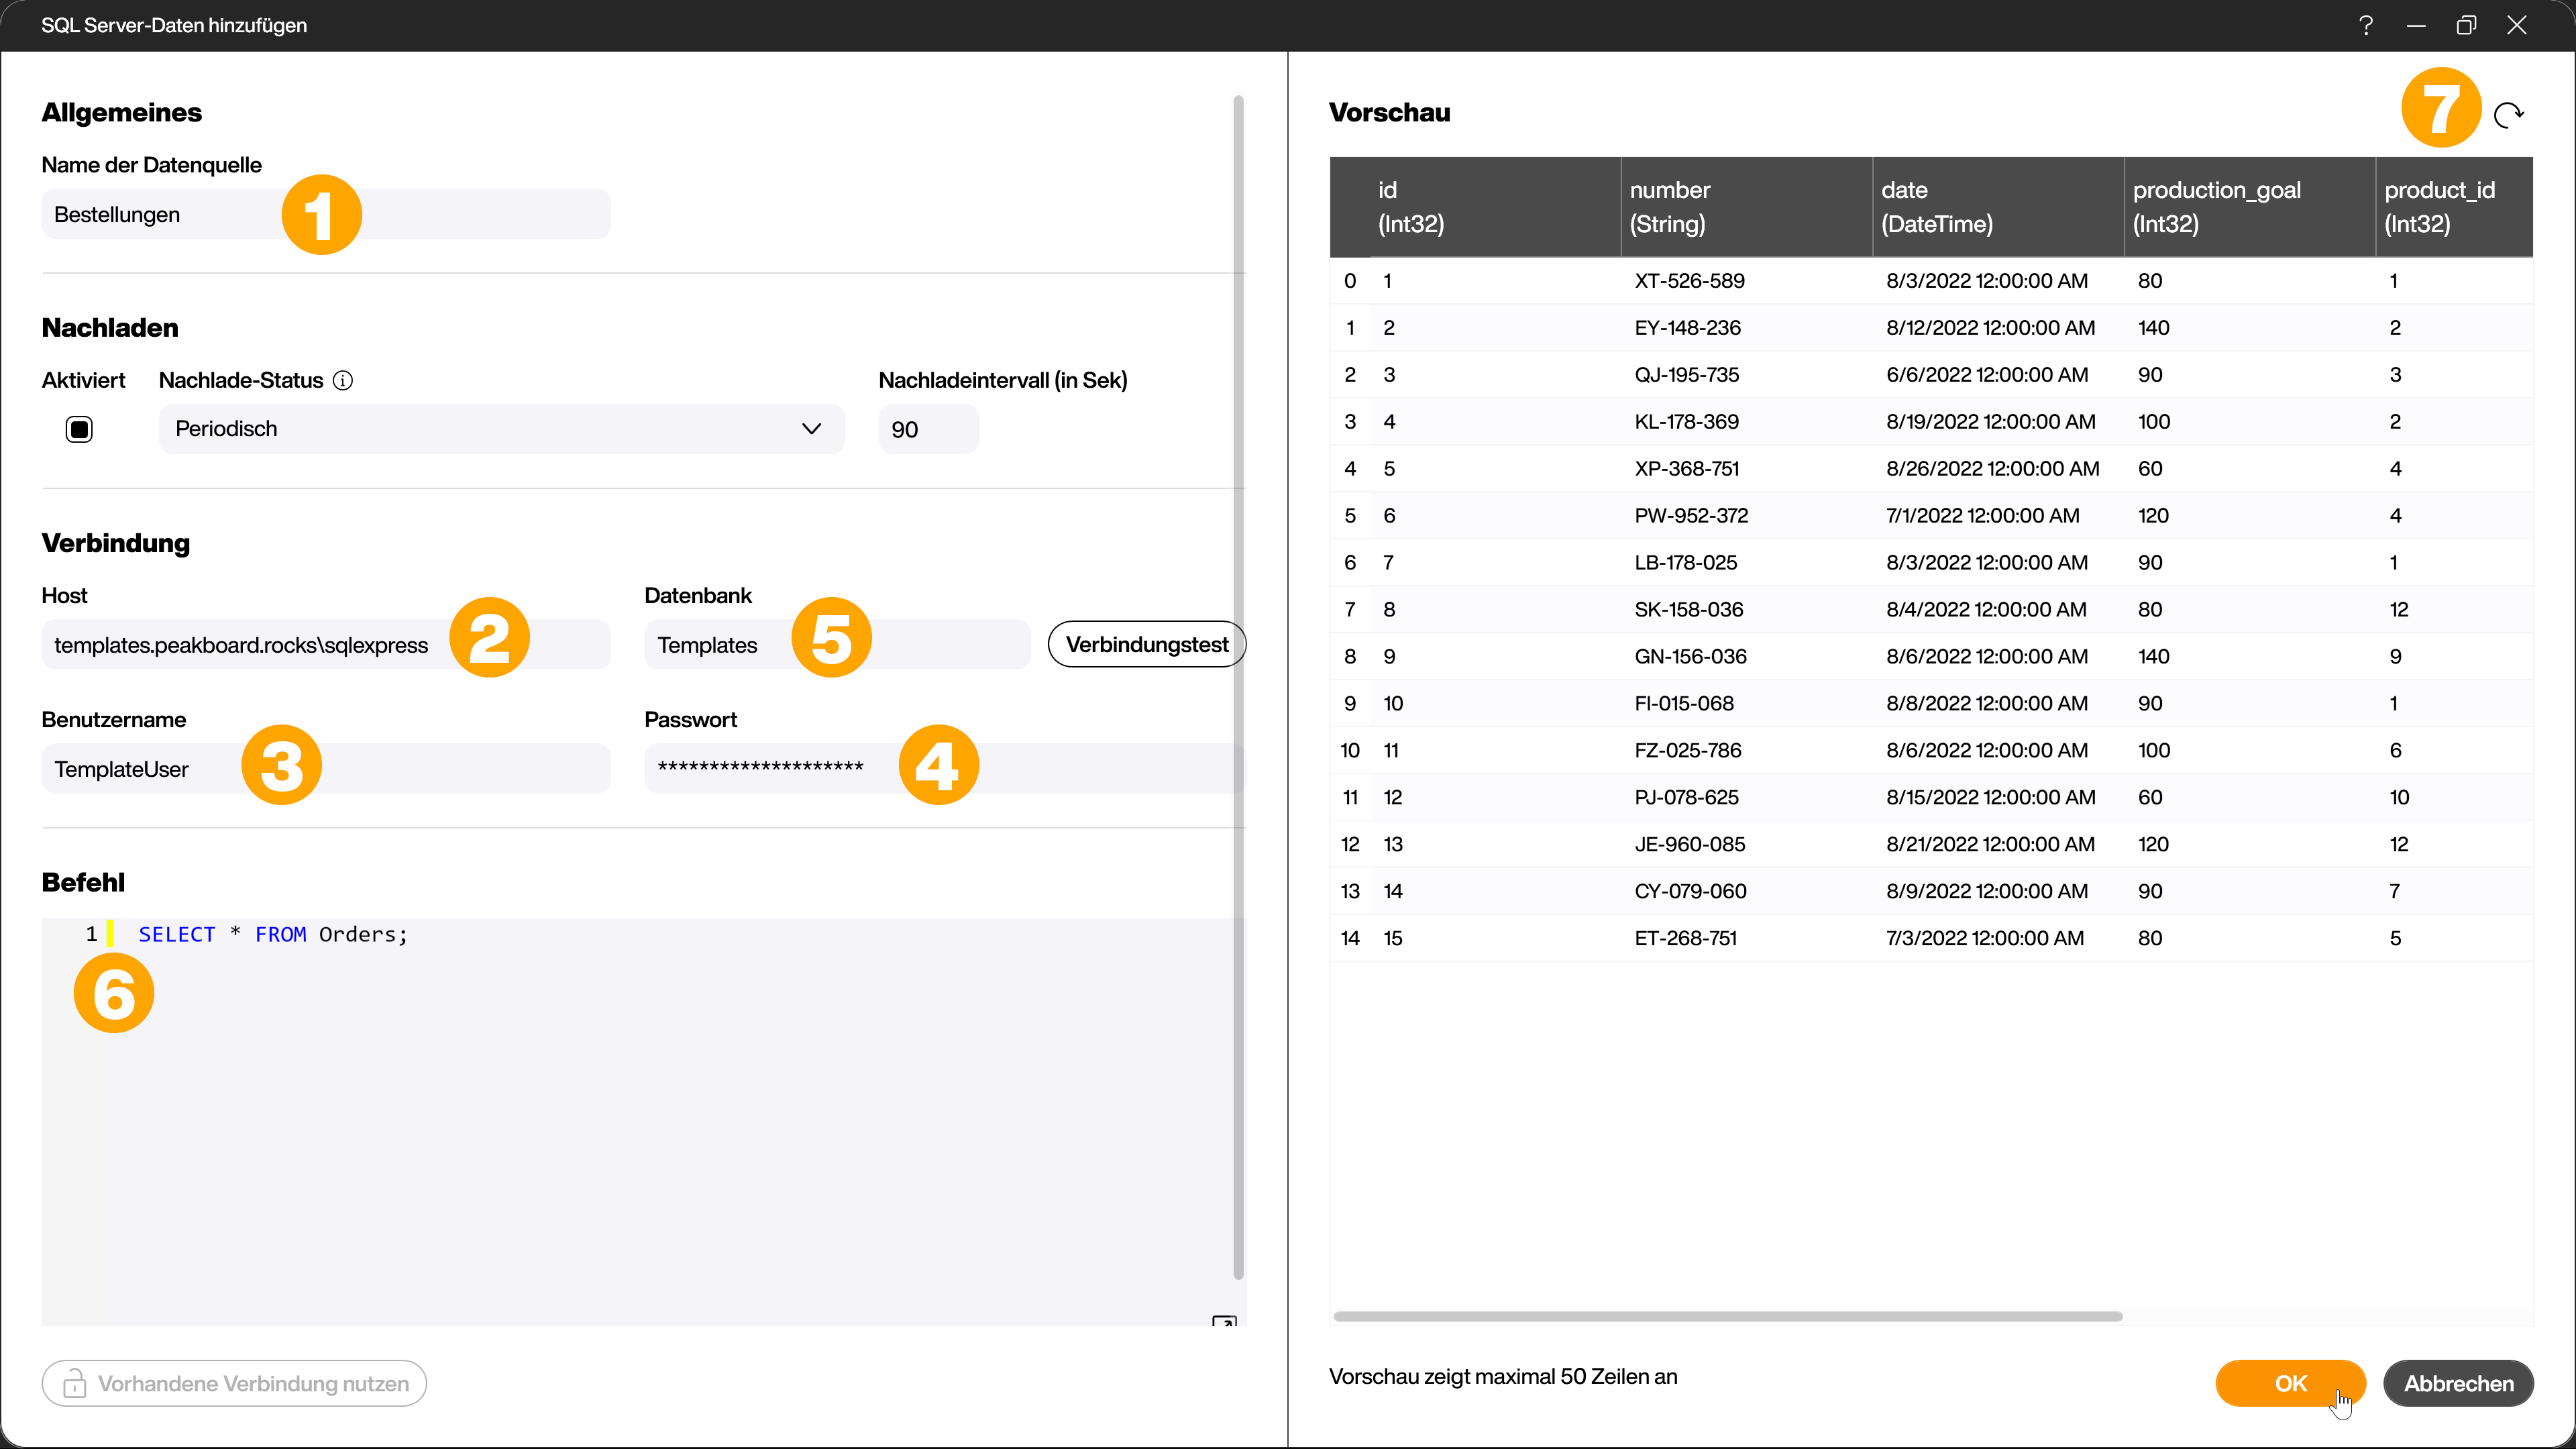 SQL Server-Daten hinzufügen
Allgemeines
Name der Datenquelle
Bestellungen
1
Nachladen
Aktiviert Nachlade-Status Nachladeintervall (in Sek)
Periodisch 90
Verbindung
Host Datenbank
templates.peakboard.rocks\sqlexpress 2 Templates 5 Verbindungstest
Benutzername Passwort
TemplateUser 3 ******************** 4
Befehl
1 SELECT * FROM Orders;
6
Vorhandene Verbindung nutzen
Vorschau
7
id number date production_goal product_id
(Int32) (String) (DateTime) (Int32) (Int32)
0 1 XT-526-589 8/3/2022 12:00:00 AM 80 1
1 2 EY-148-236 8/12/2022 12:00:00 AM 140 2
2 3 QJ-195-735 6/6/2022 12:00:00 AM 90 3
3 4 KL-178-369 8/19/2022 12:00:00 AM 100 2
4 5 XP-368-751 8/26/2022 12:00:00 AM 60 4
5 6 PW-952-372 7/1/2022 12:00:00 AM 120 4
6 7 LB-178-025 8/3/2022 12:00:00 AM 90 1
7 8 SK-158-036 8/4/2022 12:00:00 AM 80 12
8 9 GN-156-036 8/6/2022 12:00:00 AM 140 9
9 10 FI-015-068 8/8/2022 12:00:00 AM 90 1
10 11 FZ-025-786 8/6/2022 12:00:00 AM 100 6
11 12 PJ-078-625 8/15/2022 12:00:00 AM 60 10
12 13 JE-960-085 8/21/2022 12:00:00 AM 120 12
13 14 CY-079-060 8/9/2022 12:00:00 AM 90 7
14 15 ET-268-751 7/3/2022 12:00:00 AM 80 5
Vorschau zeigt maximal 50 Zeilen an
OK Abbrechen